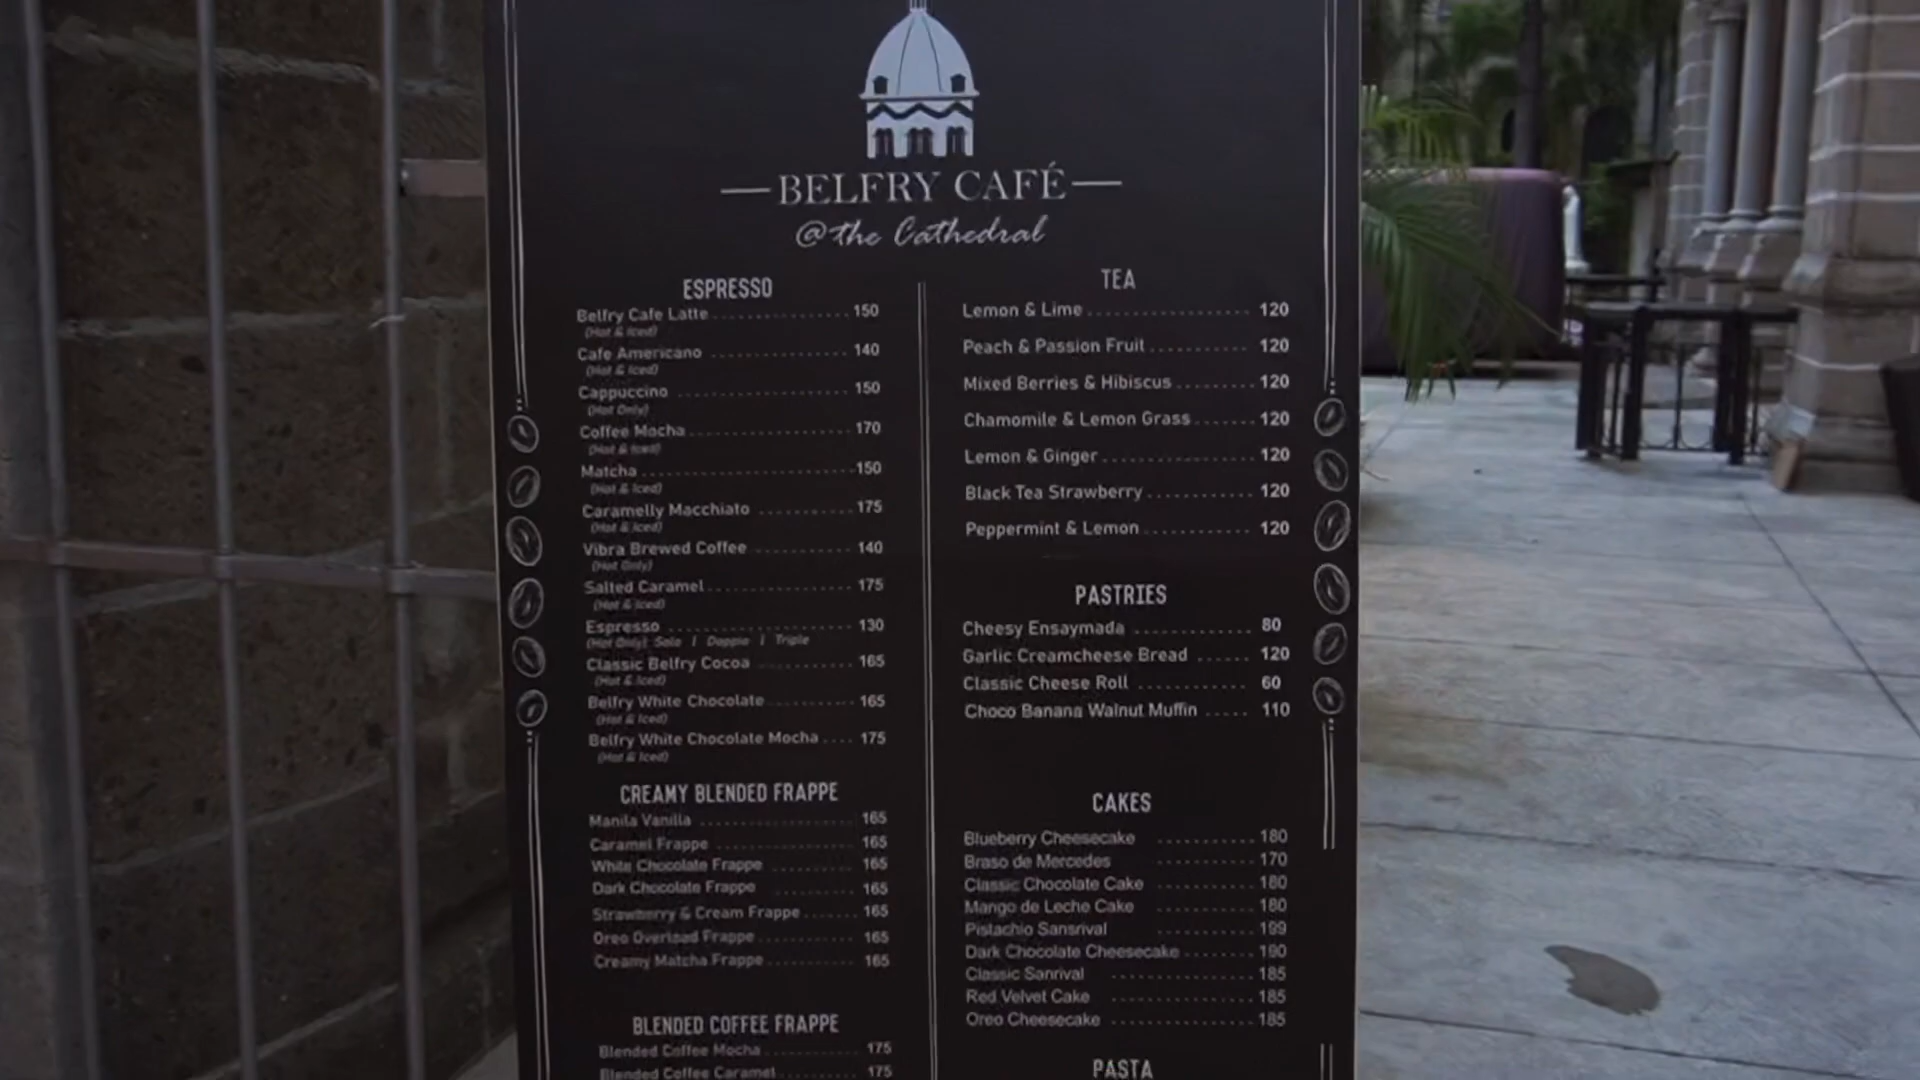 BELFRY CAFÉ
@the Cathedral
ESPRESSO
Belfry Cafe Latte 150
(Hot & Iced)
Cafe Americano 140
(Hot & Iced)
Cappuccino 150
(Hot Only)
Coffee Mocha 170
(Hot & Iced)
Matcha 150
(Hot & Iced)
Caramelly Macchiato 175
(Hot & Iced)
Vibra Brewed Coffee 140
(Hot Only)
Salted Caramel 175
(Hot & Iced)
Espresso 130
(Hot Only): Solo / Doppio / Triple
Classic Belfry Cocoa 165
(Hot & Iced)
Belfry White Chocolate 165
(Hot & Iced)
Belfry White Chocolate Mocha 175
(Hot & Iced)
CREAMY BLENDED FRAPPE
Manila Vanilla 165
Caramel Frappe 165
White Chocolate Frappe 165
Dark Chocolate Frappe 165
Strawberry & Cream Frappe 165
Oreo Overload Frappe 165
Creamy Matcha Frappe 165
BLENDED COFFEE FRAPPE
Blended Coffee Mocha 175
Blended Coffee Caramel 175
TEA
Lemon & Lime 120
Peach & Passion Fruit 120
Mixed Berries & Hibiscus 120
Chamomile & Lemon Grass 120
Lemon & Ginger 120
Black Tea Strawberry 120
Peppermint & Lemon 120
PASTRIES
Cheesy Ensaymada 80
Garlic Creamcheese Bread 120
Classic Cheese Roll 60
Choco Banana Walnut Muffin 110
CAKES
Blueberry Cheesecake 180
Braso de Mercedes 170
Classic Chocolate Cake 180
Mango de Leche Cake 180
Pistachio Sansrival 199
Dark Chocolate Cheesecake 190
Classic Sanrival 185
Red Velvet Cake 185
Oreo Cheesecake 185
PASTA